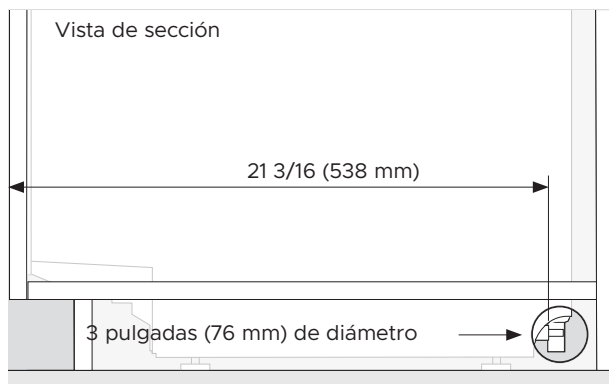 Vista de sección
21 3/16 (538 mm)
3 pulgadas (76 mm) de diámetro